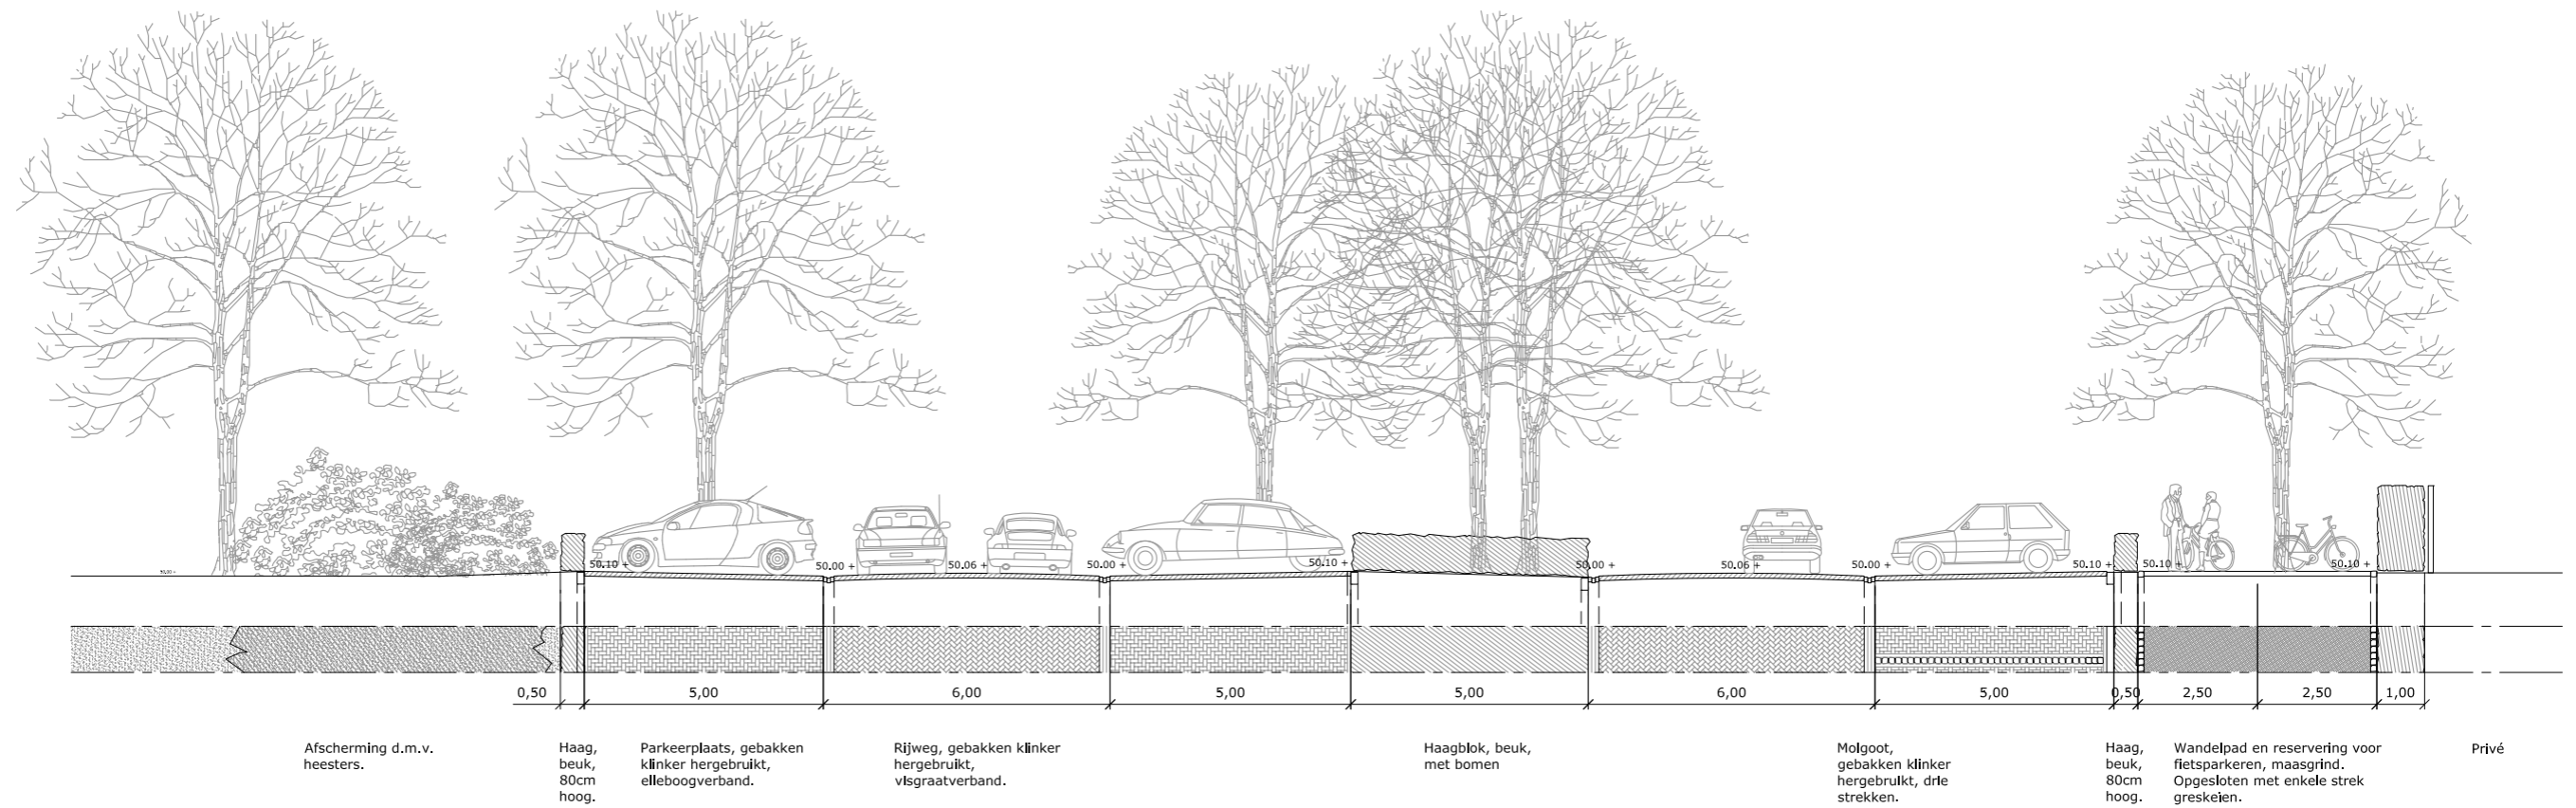 50.00 +
50.10 +
50.00 +
50.06 +
50.00 +
50.10 +
50.00 +
50.06 +
50.00 +
50.10 +
50.10 +
50.10 +
0,50
5,00
6,00
5,00
5,00
6,00
5,00
0,50
2,50
2,50
1,00
Afscherming d.m.v.
heesters.
Haag,
beuk,
80cm
hoog.
Parkeerplaats, gebakken
klinker hergebruikt,
elleboogverband.
Rijweg, gebakken klinker
hergebruikt,
visgraatverband.
Haagblok, beuk,
met bomen
Molgoot,
gebakken klinker
hergebruikt, drie
strekken.
Haag,
beuk,
80cm
hoog.
Wandelpad en reservering voor
fietsparkeren, maasgrind.
Opgesloten met enkele strek
greskeien.
Privé